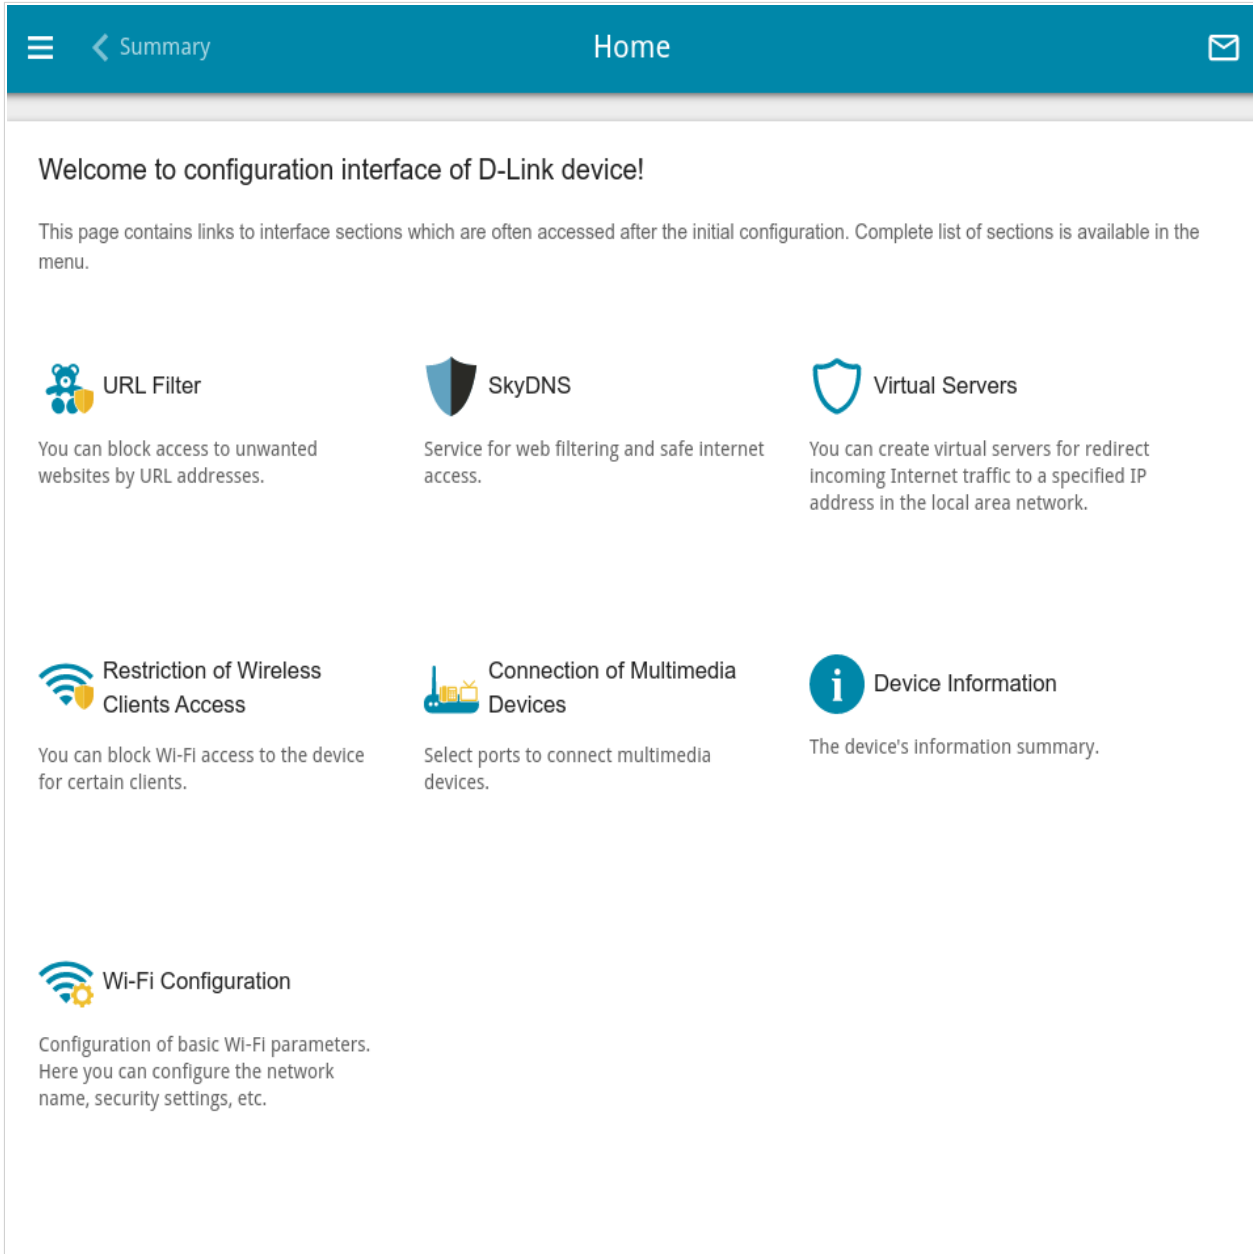 Summary
Home
Welcome to configuration interface of D-Link device!
This page contains links to interface sections which are often accessed after the initial configuration. Complete list of sections is available in the
menu.
URL Filter
You can block access to unwanted
websites by URL addresses.
SkyDNS
Service for web filtering and safe internet
access.
Virtual Servers
You can create virtual servers for redirect
incoming Internet traffic to a specified IP
address in the local area network.
Restriction of Wireless
Clients Access
You can block Wi-Fi access to the device
for certain clients.
Connection of Multimedia
Devices
Select ports to connect multimedia
devices.
Device Information
The device's information summary.
Wi-Fi Configuration
Configuration of basic Wi-Fi parameters.
Here you can configure the network
name, security settings, etc.